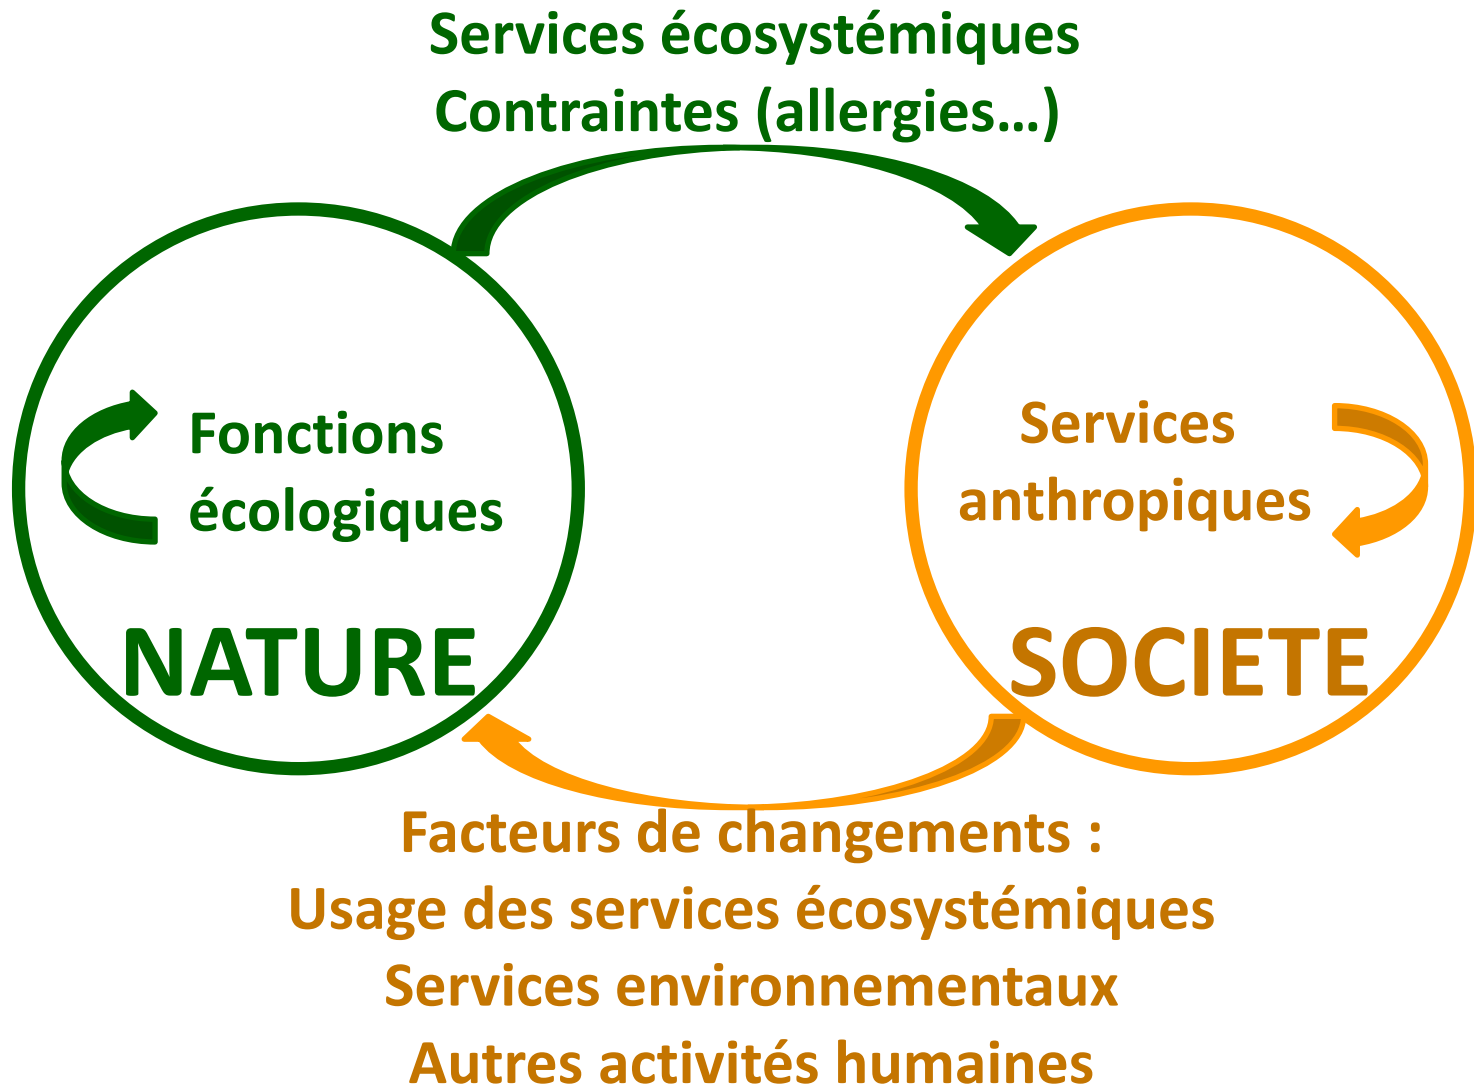 Services écosystémiques
Contraintes (allergies…)
Fonctions
écologiques
NATURE
Services
anthropiques
SOCIETE
Facteurs de changements :
Usage des services écosystémiques
Services environnementaux
Autres activités humaines